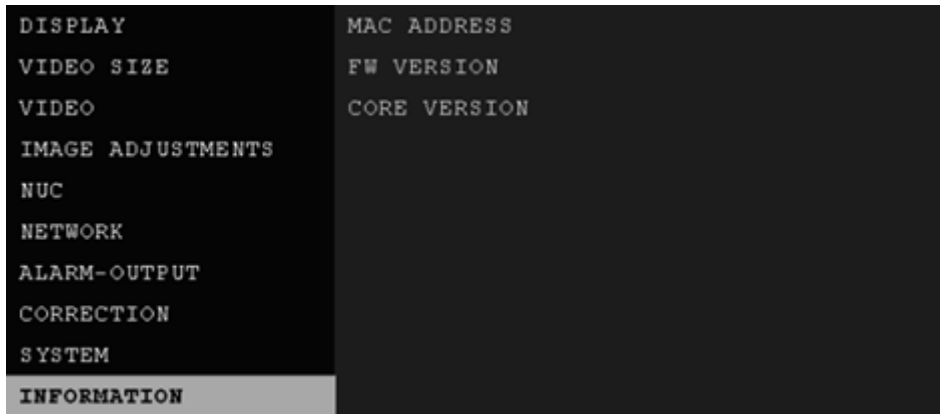 DISPLAY
VIDEO SIZE
VIDEO
IMAGE ADJUSTMENTS
NUC
NETWORK
ALARM-OUTPUT
CORRECTION
SYSTEM
INFORMATION
MAC ADDRESS
FW VERSION
CORE VERSION